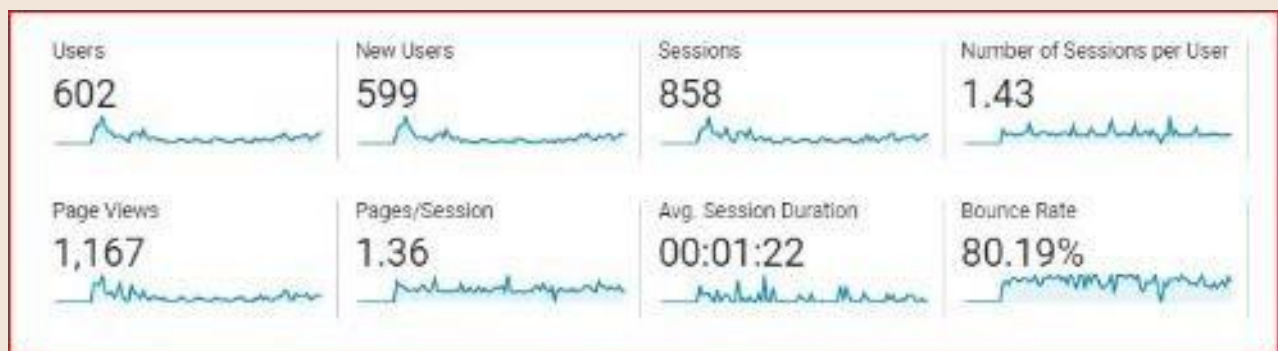 Users
602
New Users
599
Sessions
858
Number of Sessions per User
1.43
Page Views
1,167
Pages/Session
1.36
Avg. Session Duration
00:01:22
Bounce Rate
80.19%